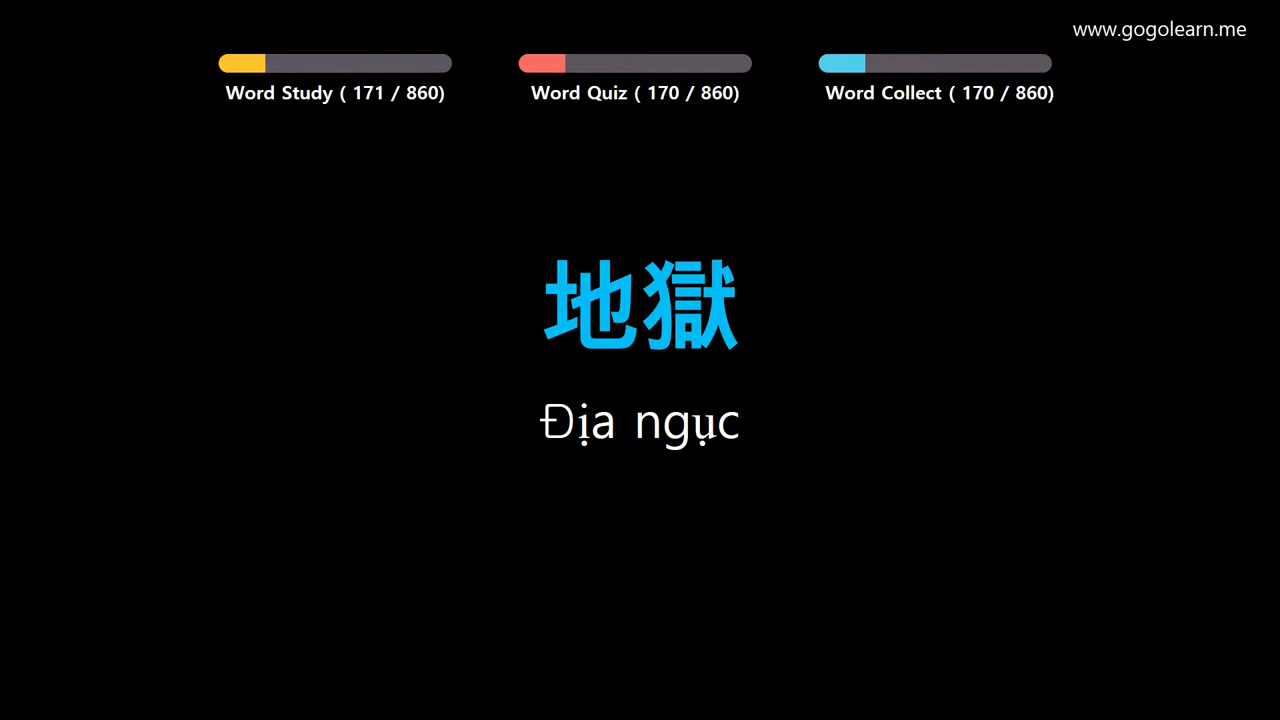 www.gogolearn.me
Word Study ( 171 / 860)
Word Quiz ( 170 / 860)
Word Collect ( 170 / 860)
地獄
Địa ngục